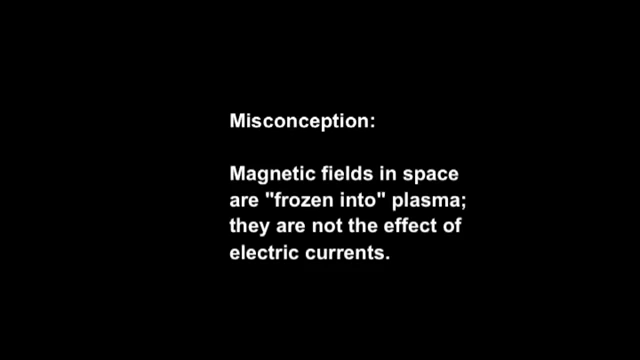 Misconception:
Magnetic fields in space
are "frozen into" plasma;
they are not the effect of
electric currents.